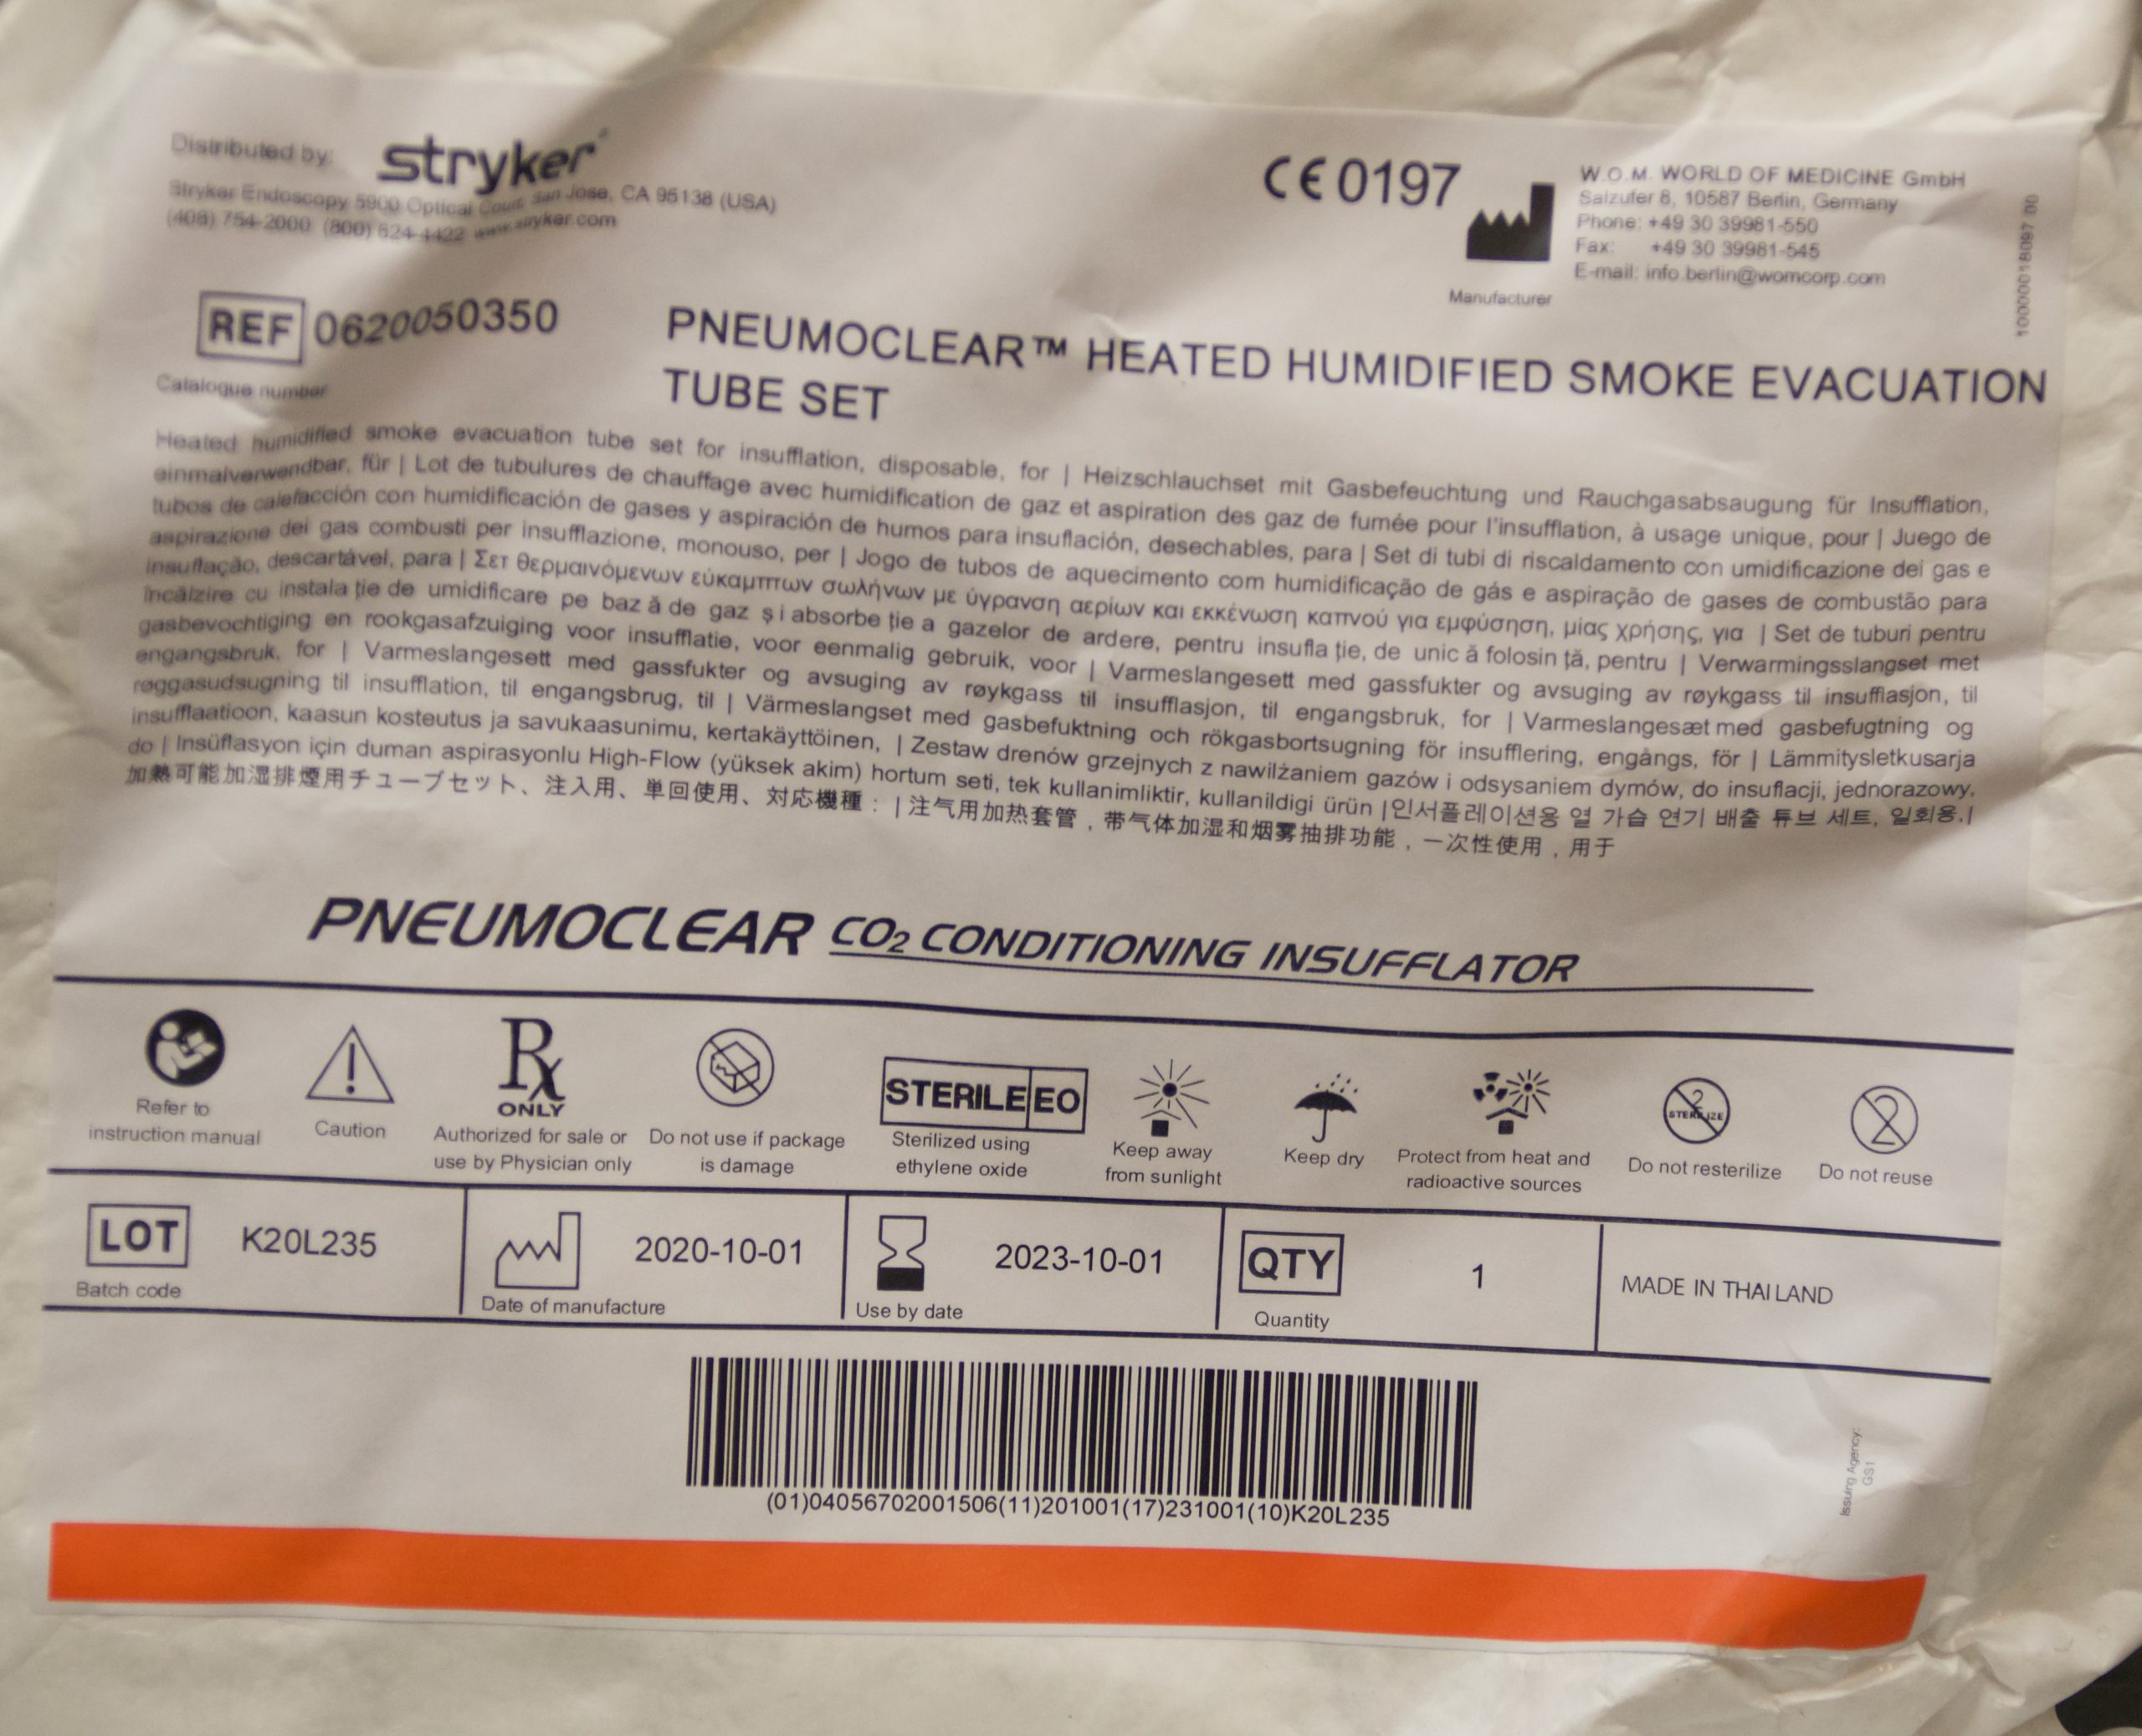 Distributed by: stryker
Stryker Endoscopy 5900 Optical Court, San Jose, CA 95138 (USA)
(408) 754-2000 (800) 624-4422 www.stryker.com
CE 0197
Manufacturer
W.O.M. WORLD OF MEDICINE GmbH
Salzufer 8, 10587 Berlin, Germany
Phone: +49 30 39981-550
Fax: +49 30 39981-545
E-mail: info.berlin@womcorp.com
REF 0620050350
Catalogue number
PNEUMOCLEAR™ HEATED HUMIDIFIED SMOKE EVACUATION
TUBE SET
Heated humidified smoke evacuation tube set for insufflation, disposable, for | Heizschlauchset mit Gasbefeuchtung und Rauchgasabsaugung für Insufflation,
einmalverwendbar, für | Lot de tubulures de chauffage avec humidification de gaz et aspiration des gaz de fumée pour l'insufflation, à usage unique, pour | Juego de
tubos de calefacción con humidificación de gases y aspiración de humos para insuflación, desechables, para | Set di tubi di riscaldamento con umidificazione dei gas e
aspirazione dei gas combusti per insufflazione, monouso, per | Jogo de tubos de aquecimento com humidificação de gás e aspiração de gases de combustão para
insuflação, descartável, para | Σετ θερμαινόμενων εύκαμπτων σωλήνων με ύγρανση αερίων και εκκένωση καπνού για εμφύσηση, μίας χρήσης, για | Set de tuburi pentru
încălzire cu instala ţie de umidificare pe baz ă de gaz ş i absorbe ţie a gazelor de ardere, pentru insufla ţie, de unic ă folosin ţă, pentru | Verwarmingsslangset met
gasbevochtiging en rookgasafzuiging voor insufflatie, voor eenmalig gebruik, voor | Varmeslangesett med gassfukter og avsuging av røykgass til insufflasjon, til
engangsbruk, for | Varmeslangesett med gassfukter og avsuging av røykgass til insufflasjon, til engangsbruk, for | Varmeslangesæt med gasbefugtning og
røggasudsugning til insufflation, til engangsbrug, til | Värmeslangset med gasbefuktning och rökgasbortsugning för insufflering, engångs, för | Lämmitysletkusarja
insufflaatioon, kaasun kosteutus ja savukaasunimu, kertakäyttöinen, | Zestaw drenów grzejnych z nawilżaniem gazów i odsysaniem dymów, do insuflacji, jednorazowy,
do | Insüflasyon için duman aspirasyonlu High-Flow (yüksek akim) hortum seti, tek kullanimliktir, kullanildigi ürün |인서플레이션용 열 가습 연기 배출 튜브 세트, 일회용.|
加熱可能加湿排煙用チューブセット、注入用、単回使用、対応機種：| 注气用加热套管，带气体加湿和烟雾抽排功能，一次性使用，用于
1000001809７ 00
PNEUMOCLEAR CO₂ CONDITIONING INSUFFLATOR
Refer to
instruction manual
Caution
Rx
ONLY
Authorized for sale or
use by Physician only
Do not use if package
is damage
STERILE EO
Sterilized using
ethylene oxide
Keep away
from sunlight
Keep dry
Protect from heat and
radioactive sources
2
STERILIZE
Do not resterilize
2
Do not reuse
LOT K20L235
Batch code
2020-10-01
Date of manufacture
2023-10-01
Use by date
QTY 1
Quantity
MADE IN THAILAND
(01)04056702001506(11)201001(17)231001(10)K20L235
Issuing Agency:
GS1